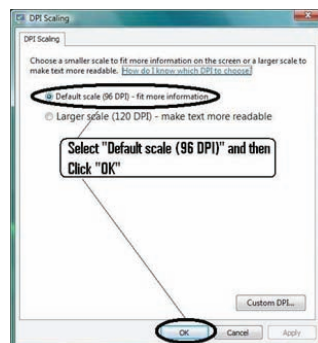 DPI Scaling
DPI Scaling
Choose a smaller scale to fit more information on the screen or a larger scale to
make text more readable. How do I know which DPI to choose?
Default scale (96 DPI) - fit more information
Larger scale (120 DPI) - make text more readable
Select "Default scale (96 DPI)" and then
Click "OK"
Custom DPI...
OK
Cancel
Apply